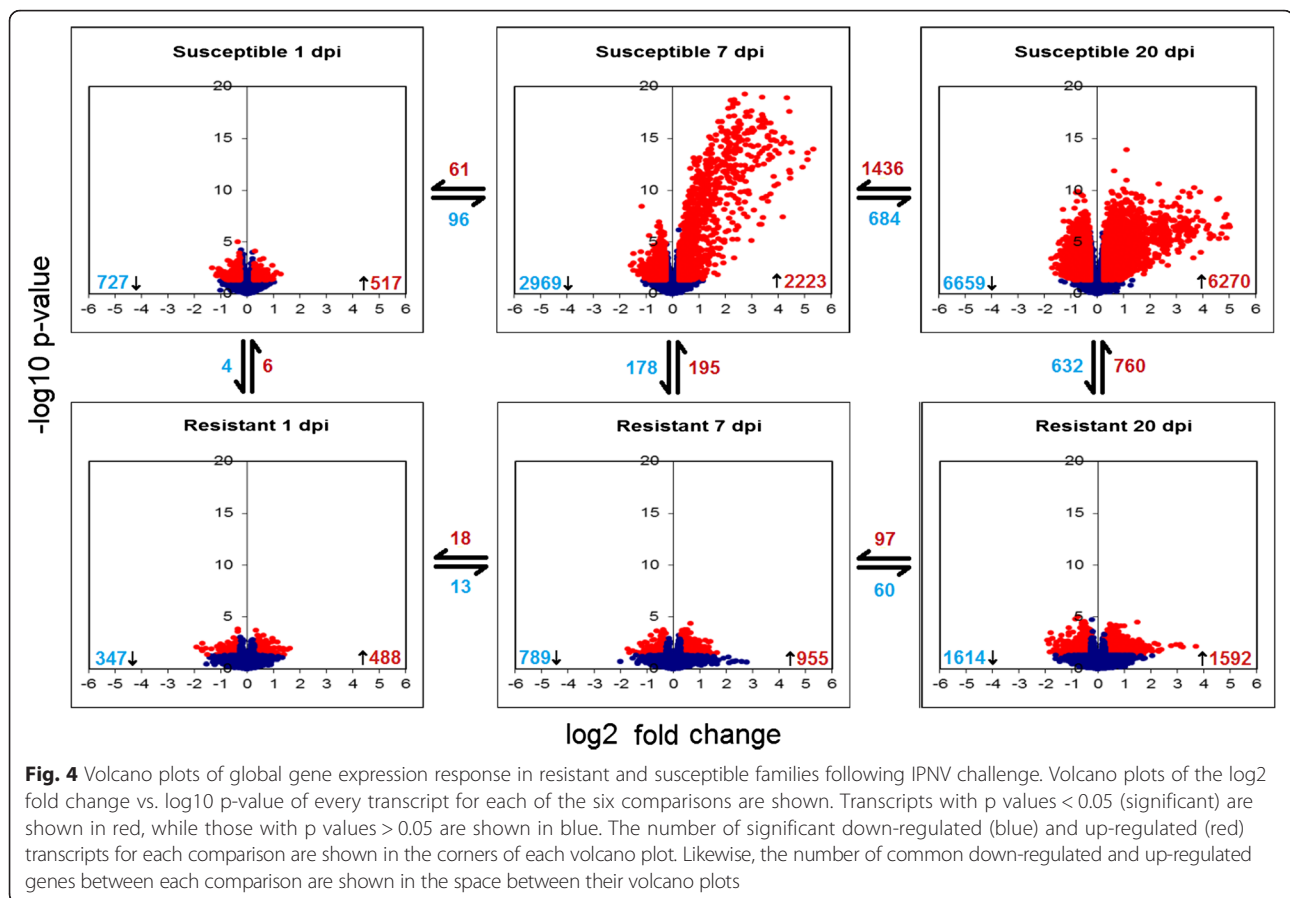 Susceptible 1 dpi
20
15
10
5
0
727↓
↑517
-6 -5 -4 -3 -2 -1 0 1 2 3 4 5 6
61
96
Susceptible 7 dpi
20
15
10
5
0
2969↓
↑2223
-6 -5 -4 -3 -2 -1 0 1 2 3 4 5 6
1436
684
Susceptible 20 dpi
20
15
10
5
0
6659↓
↑6270
-6 -5 -4 -3 -2 -1 0 1 2 3 4 5 6
-log10 p-value
4
6
178
195
632
760
Resistant 1 dpi
20
15
10
5
0
347↓
↑488
-6 -5 -4 -3 -2 -1 0 1 2 3 4 5 6
18
13
Resistant 7 dpi
20
15
10
5
0
789↓
↑955
-6 -5 -4 -3 -2 -1 0 1 2 3 4 5 6
97
60
Resistant 20 dpi
20
15
10
5
0
1614↓
↑1592
-6 -5 -4 -3 -2 -1 0 1 2 3 4 5 6
log2 fold change
Fig. 4 Volcano plots of global gene expression response in resistant and susceptible families following IPNV challenge. Volcano plots of the log2
fold change vs. log10 p-value of every transcript for each of the six comparisons are shown. Transcripts with p values < 0.05 (significant) are
shown in red, while those with p values > 0.05 are shown in blue. The number of significant down-regulated (blue) and up-regulated (red)
transcripts for each comparison are shown in the corners of each volcano plot. Likewise, the number of common down-regulated and up-regulated
genes between each comparison are shown in the space between their volcano plots